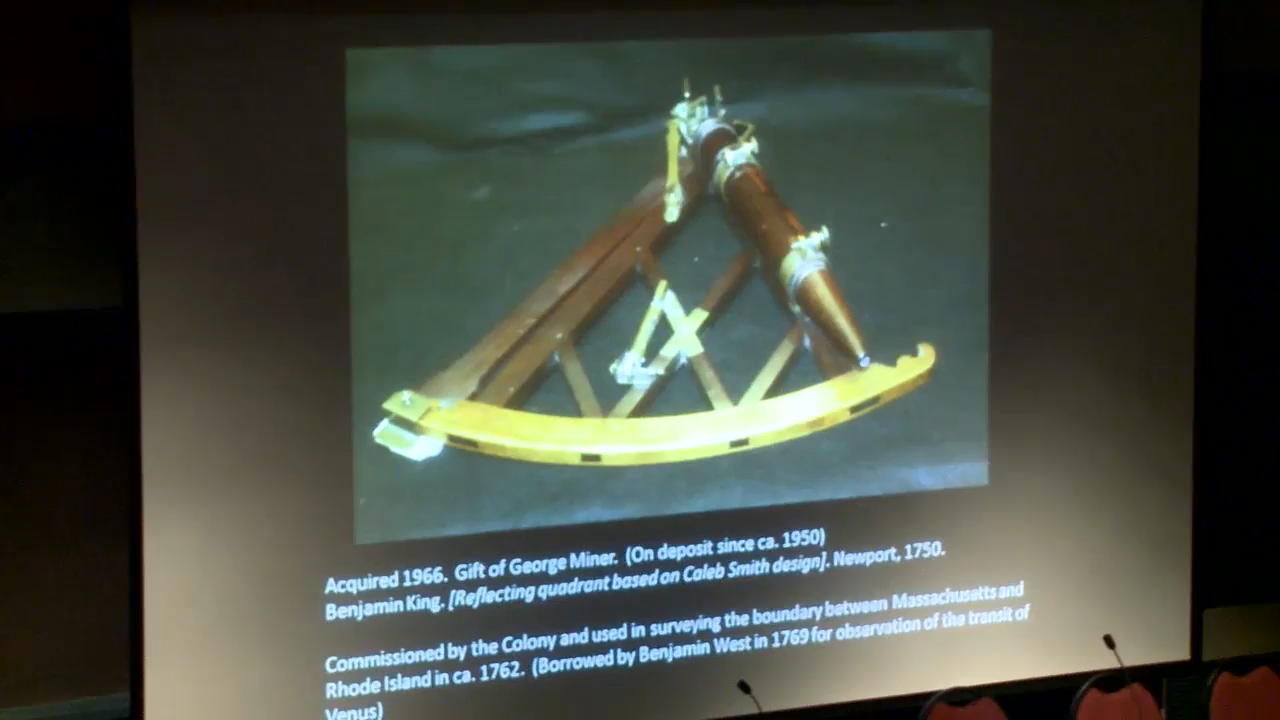 Acquired 1966. Gift of George Miner. (On deposit since ca. 1950)
Benjamin King. [Reflecting quadrant based on Caleb Smith design]. Newport, 1750.
Commissioned by the Colony and used in surveying the boundary between Massachusetts and
Rhode Island in ca. 1762. (Borrowed by Benjamin West in 1769 for observation of the transit of
Venus)